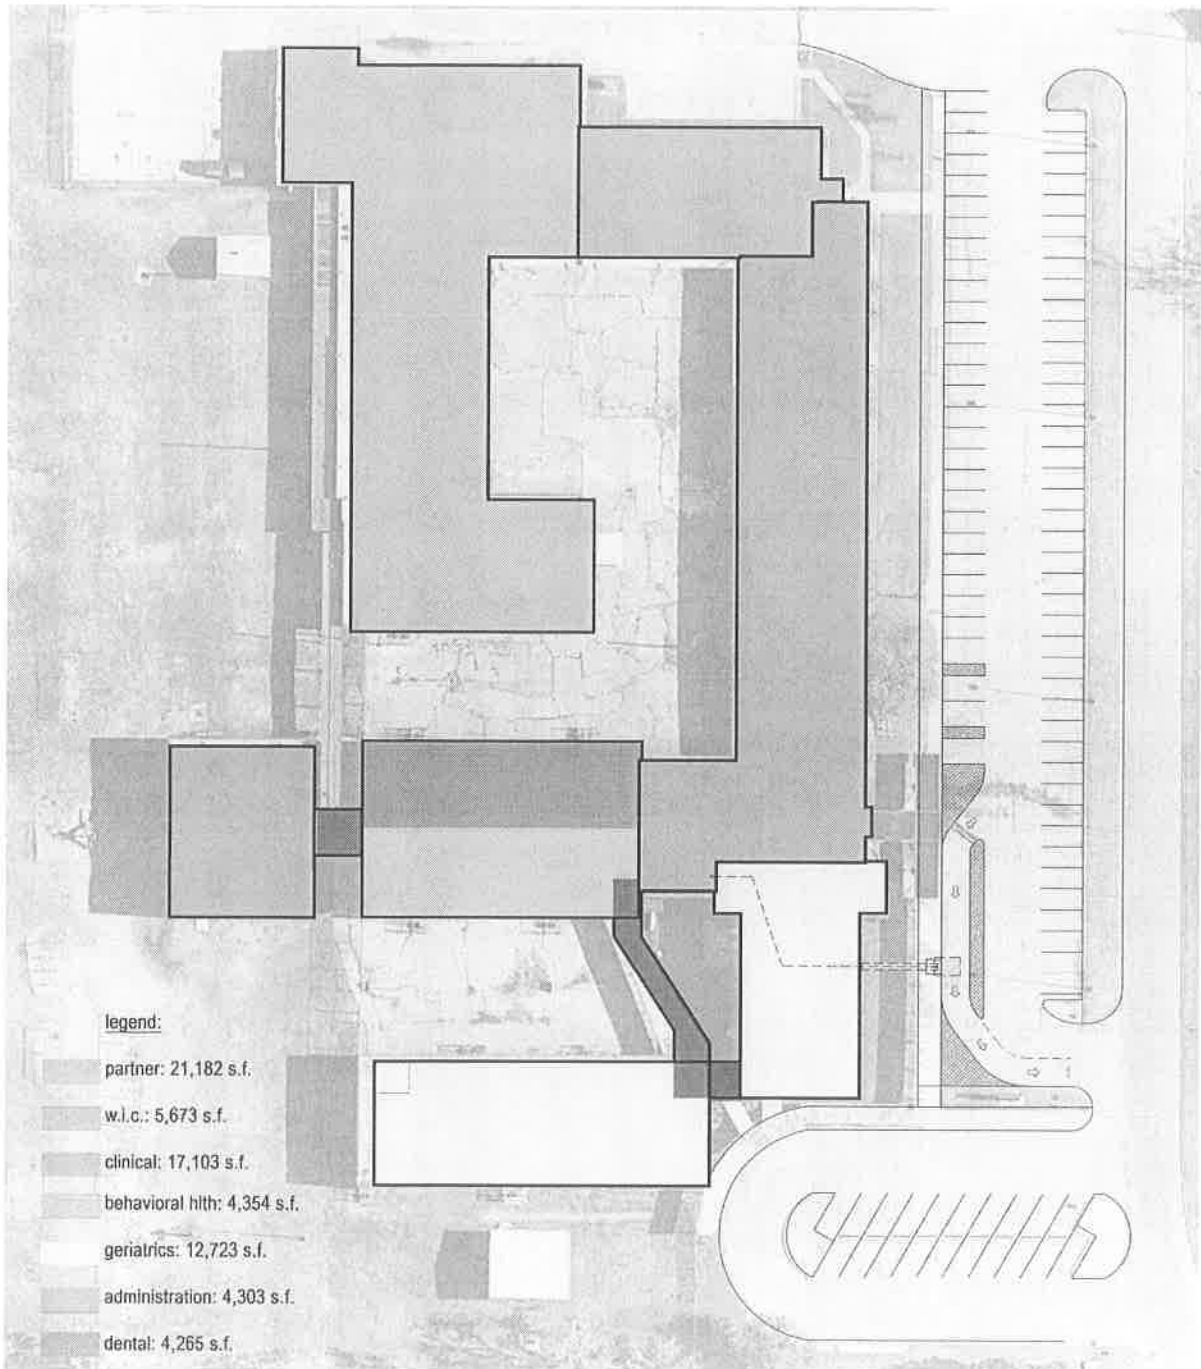 legend:
partner: 21,182 s.f.
w.i.c.: 5,673 s.f.
clinical: 17,103 s.f.
behavioral hlth: 4,354 s.f.
geriatrics: 12,723 s.f.
administration: 4,303 s.f.
dental: 4,265 s.f.